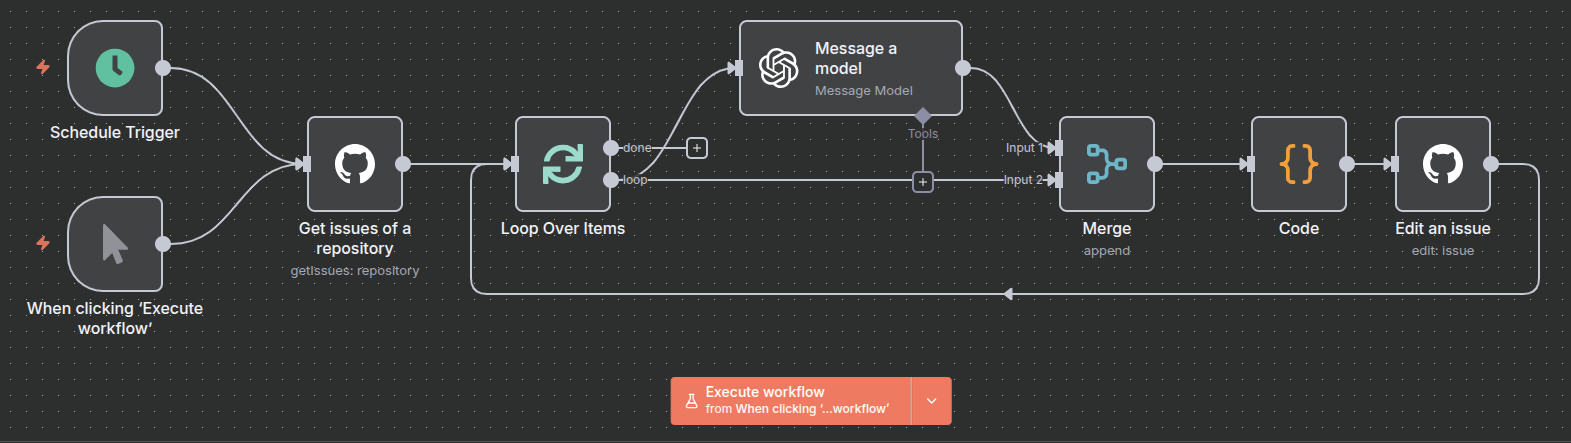 Schedule Trigger
When clicking ‘Execute
workflow’
Get issues of a
repository
getIssues: repository
done
loop
Loop Over Items
Message a
model
Message Model
Tools
Input 1
Input 2
Merge
append
Code
Edit an issue
edit: issue
Execute workflow
from When clicking ‘...workflow’